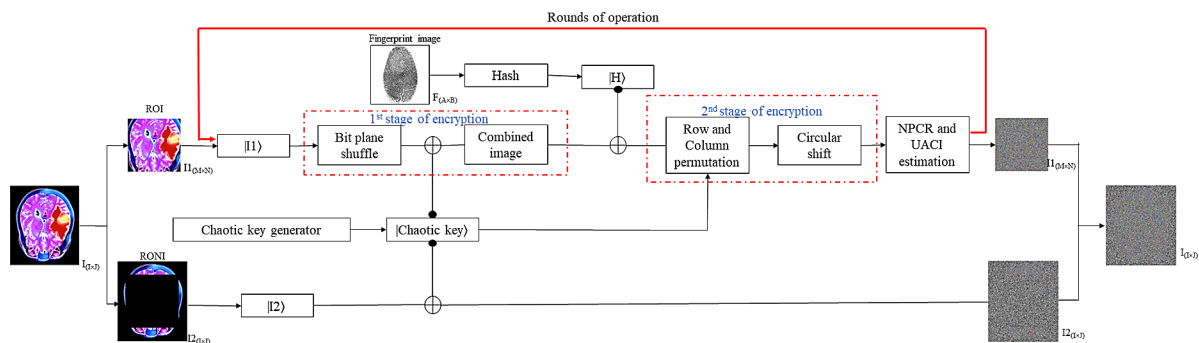 Rounds of operation
Fingerprint image
F(A×B)
Hash
|H⟩
ROI
I1(M×N)
|I1⟩
1st stage of encryption
Bit plane
shuffle
Combined
image
2nd stage of encryption
Row and
Column
permutation
Circular
shift
NPCR and
UACI
estimation
I1(M×N)
I(I×J)
Chaotic key generator
|Chaotic key⟩
RONI
I2(I×J)
|I2⟩
I2(I×J)
I(I×J)